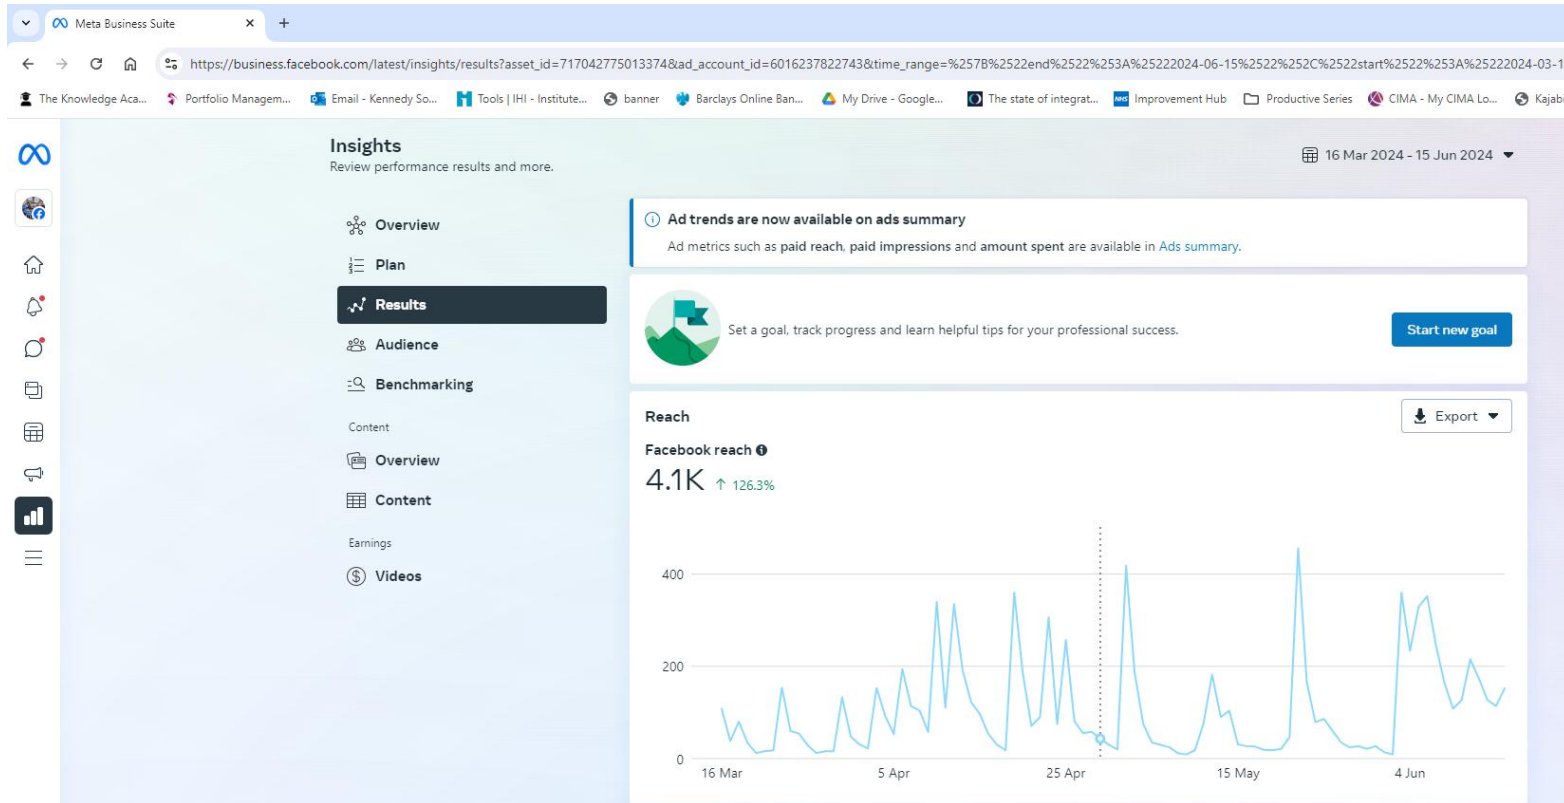 Meta Business Suite
https://business.facebook.com/latest/insights/results?asset_id=717042775013374&ad_account_id=6016237822743&time_range=%257B%2522end%2522%253A%25222024-06-15%2522%252C%2522start%2522%253A%25222024-03-1
The Knowledge Aca... Portfolio Managem... Email - Kennedy So... Tools | IHI - Institute... banner Barclays Online Ban... My Drive - Google... The state of integrat... NHS Improvement Hub Productive Series CIMA - My CIMA Lo... Kajabi
Insights
Review performance results and more.
16 Mar 2024 - 15 Jun 2024
Overview
Plan
Results
Audience
Benchmarking
Content
Overview
Content
Earnings
Videos
Ad trends are now available on ads summary
Ad metrics such as paid reach, paid impressions and amount spent are available in Ads summary.
Set a goal, track progress and learn helpful tips for your professional success.
Start new goal
Reach
Export
Facebook reach
4.1K ↑ 126.3%
400
200
0
16 Mar 5 Apr 25 Apr 15 May 4 Jun